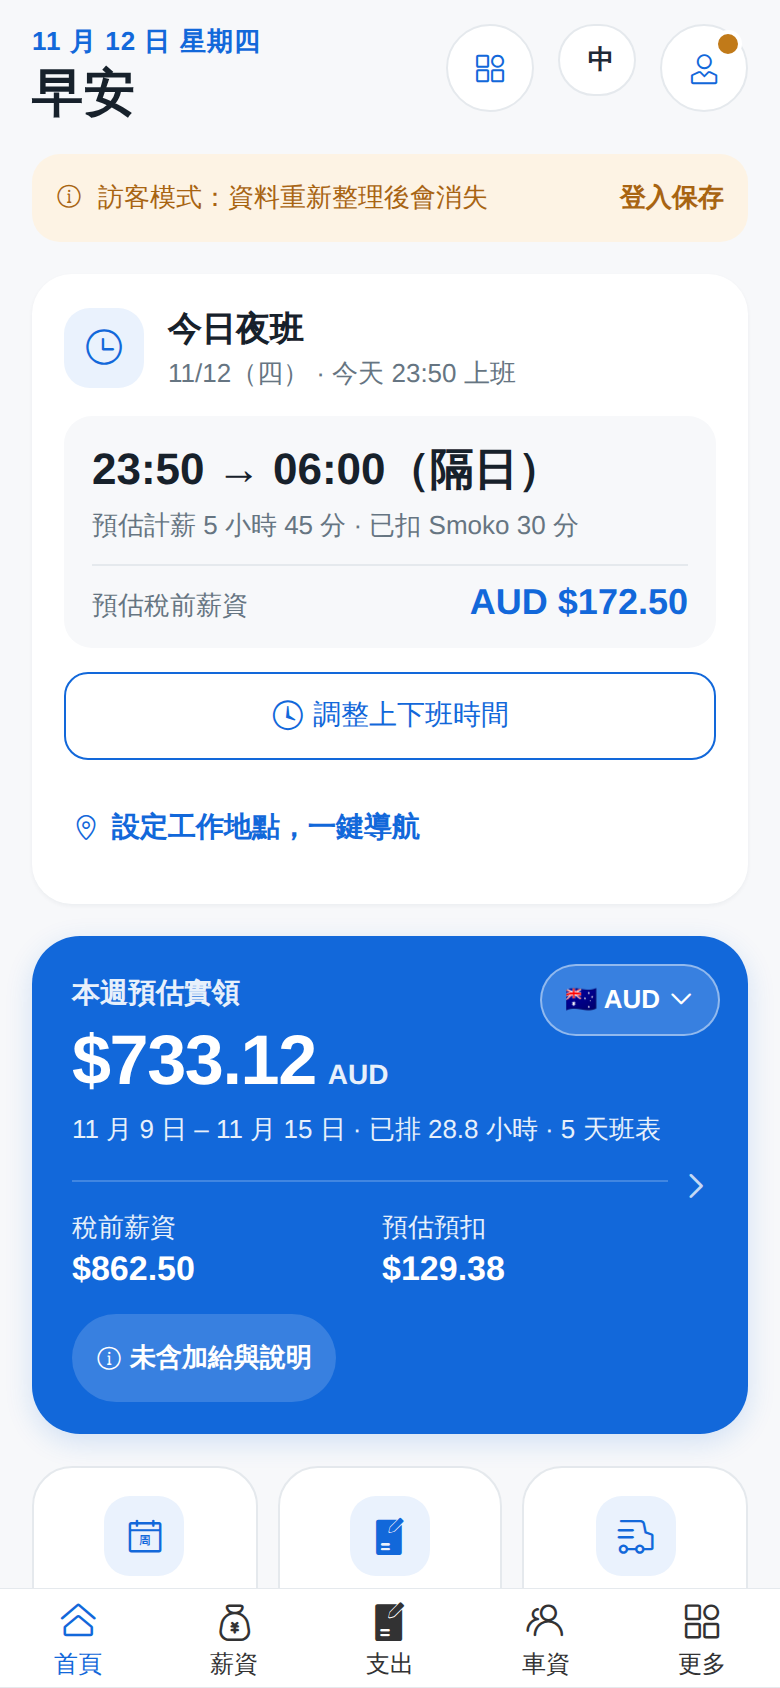 11 月 12 日 星期四
早安
中
訪客模式：資料重新整理後會消失
登入保存
今日夜班
11/12（四） · 今天 23:50 上班
23:50 → 06:00（隔日）
預估計薪 5 小時 45 分 · 已扣 Smoko 30 分
預估稅前薪資
AUD $172.50
調整上下班時間
設定工作地點，一鍵導航
本週預估實領
AUD
$733.12 AUD
11 月 9 日 – 11 月 15 日 · 已排 28.8 小時 · 5 天班表
稅前薪資
預估預扣
$862.50
$129.38
未含加給與說明
周
首頁
薪資
支出
車資
更多